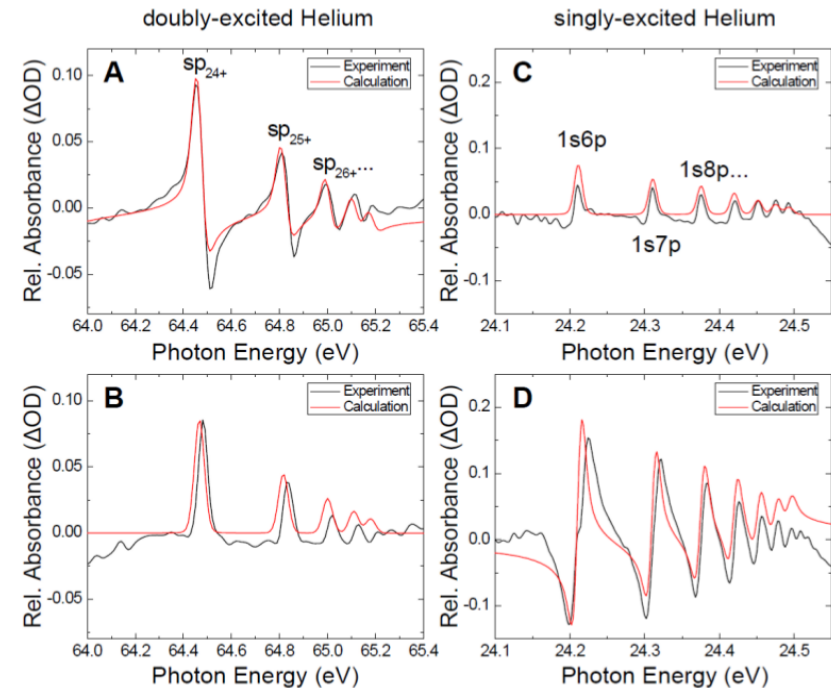 doubly-excited Helium
singly-excited Helium
A
sp24+
sp25+
sp26+...
Experiment
Calculation
Rel. Absorbance (ΔOD)
0.10
0.05
0.00
-0.05
64.0 64.2 64.4 64.6 64.8 65.0 65.2 65.4
Photon Energy (eV)
C
1s6p
1s7p
1s8p...
Experiment
Calculation
Rel. Absorbance (ΔOD)
0.2
0.1
0.0
-0.1
24.1 24.2 24.3 24.4 24.5
Photon Energy (eV)
B
Experiment
Calculation
Rel. Absorbance (ΔOD)
0.10
0.05
0.00
-0.05
64.0 64.2 64.4 64.6 64.8 65.0 65.2 65.4
Photon Energy (eV)
D
Experiment
Calculation
Rel. Absorbance (ΔOD)
0.2
0.1
0.0
-0.1
24.1 24.2 24.3 24.4 24.5
Photon Energy (eV)